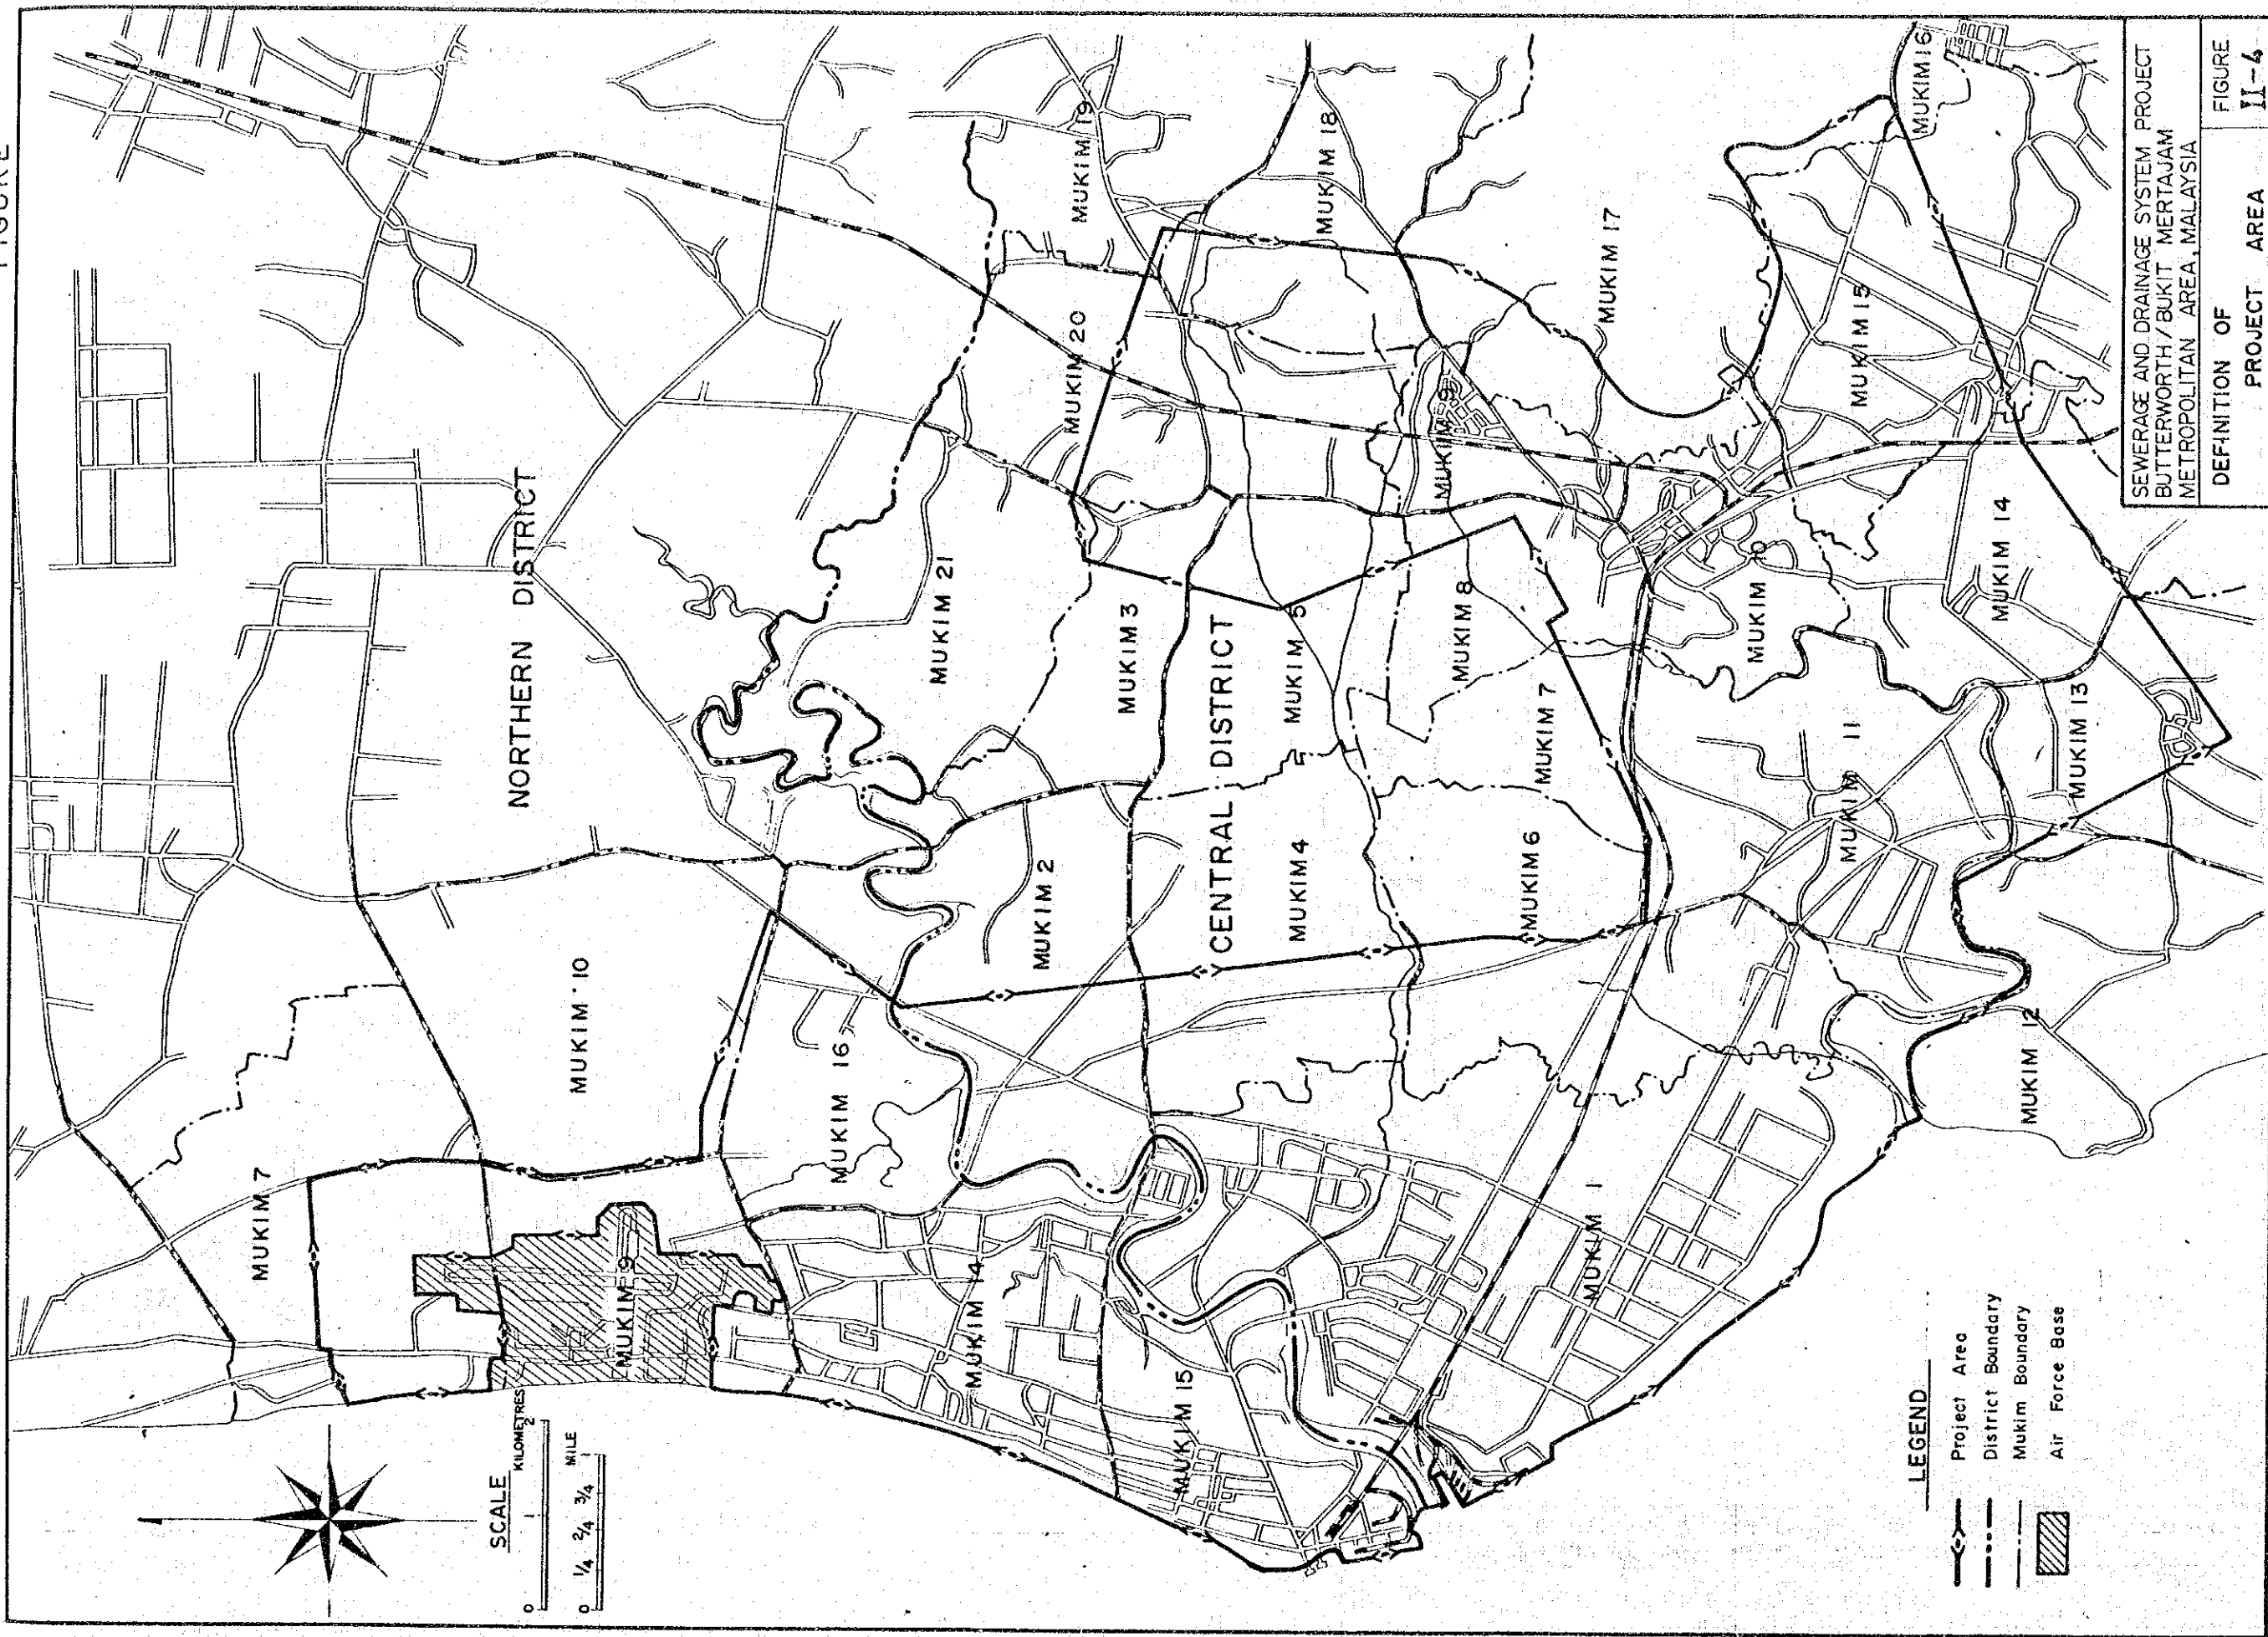 FIGURE
MUKIM 7
NORTHERN DISTRICT
MUKIM 10
MUKIM 9
MUKIM 16
MUKIM 14
MUKIM 15
MUKIM 21
MUKIM 20
MUKIM 19
MUKIM 2
MUKIM 3
CENTRAL DISTRICT
MUKIM 4
MUKIM 5
MUKIM 18
MUKIM 6
MUKIM 7
MUKIM 8
MUKIM 9
MUKIM 17
MUKIM 1
MUKIM 10
MUKIM 11
MUKIM 15
MUKIM 16
MUKIM 12
MUKIM 13
MUKIM 14
SCALE
KILOMETRES
0 1 2
MILE
0 1/4 2/4 3/4 1
LEGEND
Project Area
District Boundary
Mukim Boundary
Air Force Base
SEWERAGE AND DRAINAGE SYSTEM PROJECT
BUTTERWORTH/BUKIT MERTAJAM
METROPOLITAN AREA, MALAYSIA
DEFINITION OF
PROJECT AREA
FIGURE
II-4